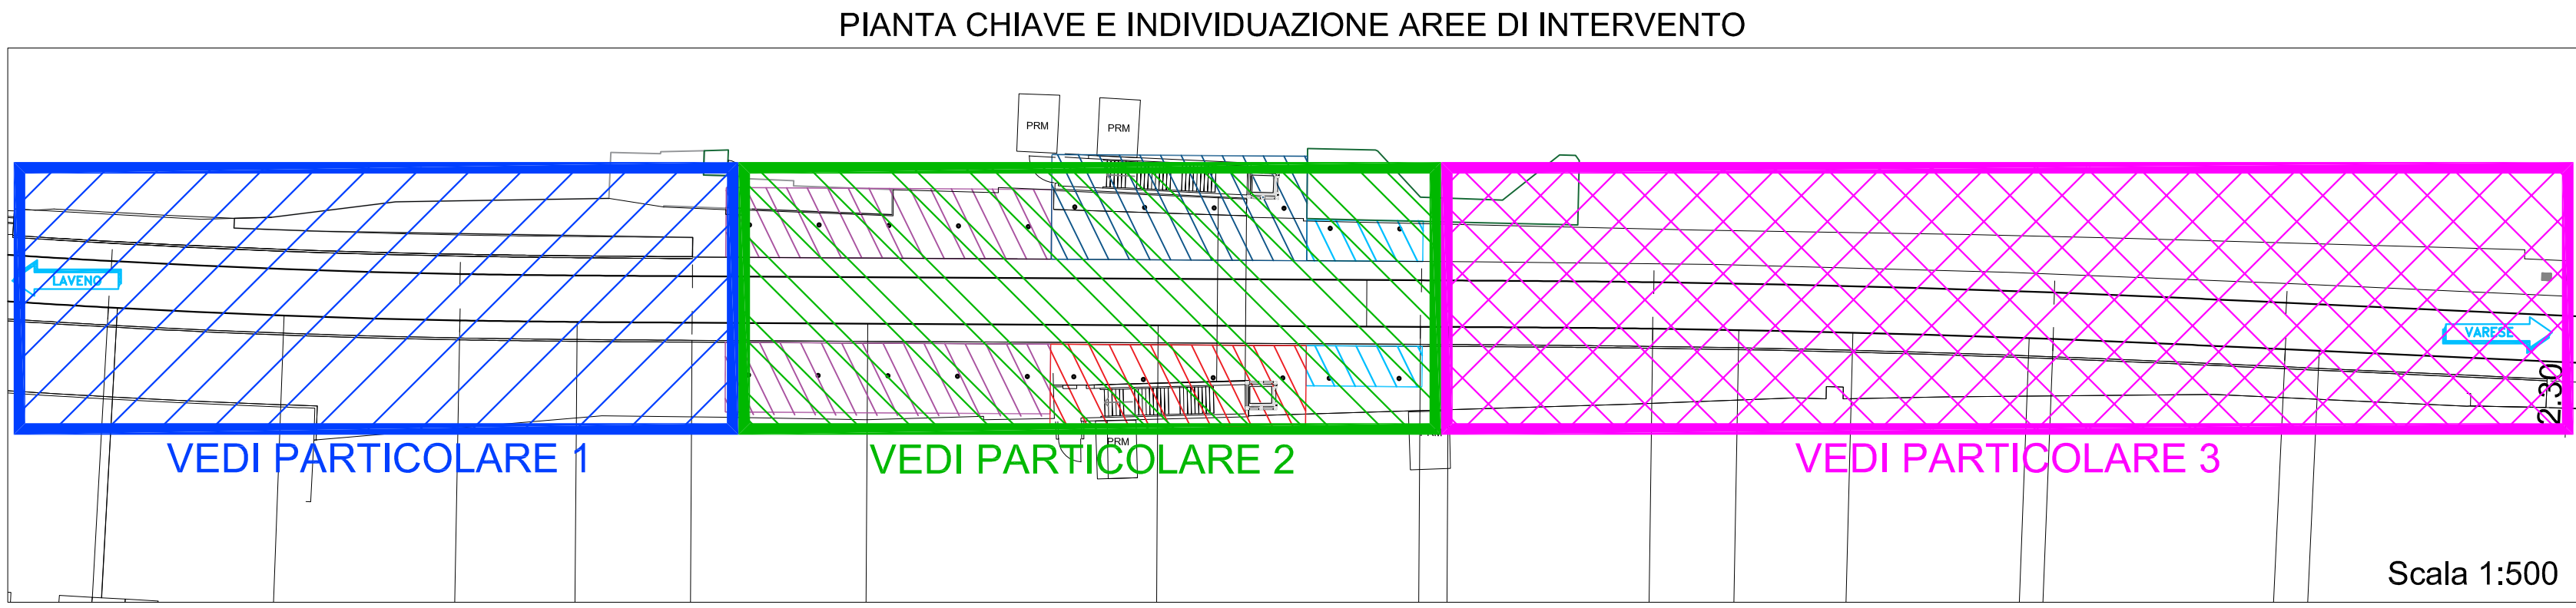 PIANTA CHIAVE E INDIVIDUAZIONE AREE DI INTERVENTO
PRM
PRM
LAVENO
VARESE
2.30
PRM
PRM
VEDI PARTICOLARE 1
VEDI PARTICOLARE 2
VEDI PARTICOLARE 3
Scala 1:500